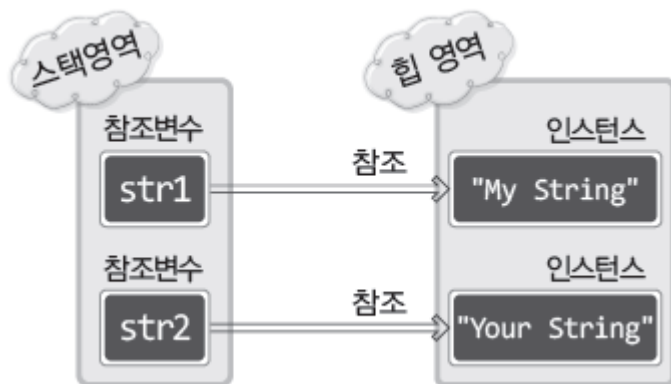 스택영역
힙 영역
참조변수
인스턴스
str1
참조
"My String"
참조변수
인스턴스
str2
참조
"Your String"